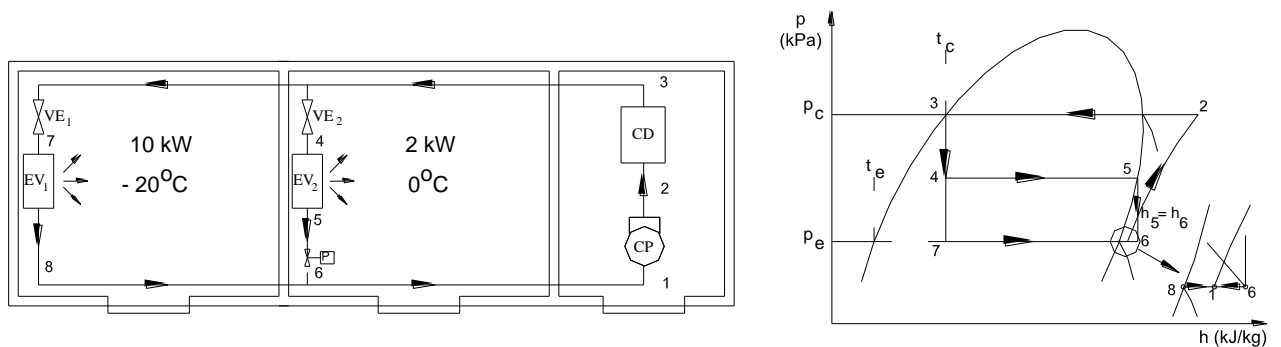 3
VE1
VE2
7
10 kW
4
2 kW
CD
EV1
- 20°C
EV2
0°C
2
5
P
CP
8
6
1
p
(kPa)
tc
pc
3
2
te
4
5
h5=h6
pe
7
6
8
1
6
h (kJ/kg)